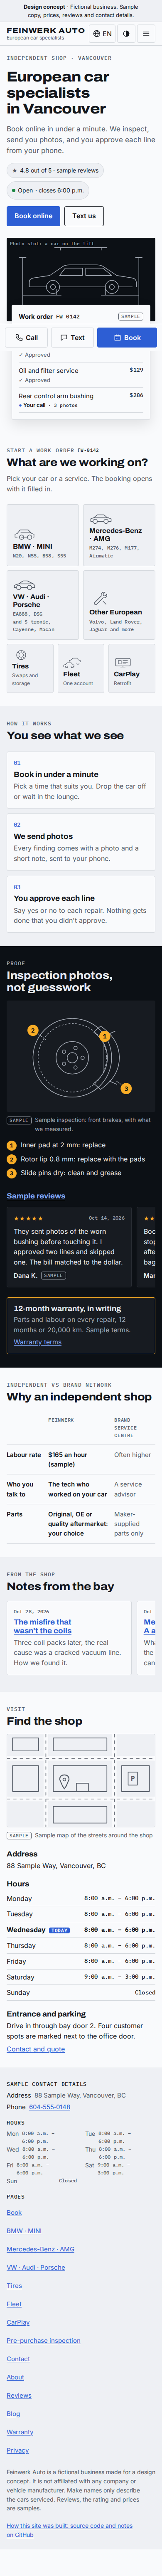 Design concept · Fictional business. Sample
copy, prices, reviews and contact details.
FEINWERK AUTO
European car specialists
EN
INDEPENDENT SHOP · VANCOUVER
European car
specialists
in Vancouver
Book online in under a minute. We inspect,
send you photos, and you approve each line
from your phone.
★ 4.8 out of 5 · sample reviews
Open · closes 6:00 p.m.
Book online
Text us
Photo slot: a car on the lift
Work order FW-0142
SAMPLE
Call
Text
Book
✓ Approved
Oil and filter service
$129
✓ Approved
Rear control arm bushing
$286
● Your call · 3 photos
START A WORK ORDER FW-0142
What are we working on?
Pick your car or a service. The booking
opens with it filled in.
BMW · MINI
N20, N55, B58, S55
Mercedes-Benz
· AMG
M274, M276, M177,
Airmatic
VW · Audi ·
Porsche
EA888, DSG
and S tronic,
Cayenne, Macan
Other European
Volvo, Land Rover,
Jaguar and more
Tires
Swaps and
storage
Fleet
One account
CarPlay
Retrofit
HOW IT WORKS
You see what we see
01
Book in under a minute
Pick a time that suits you. Drop the car off
or wait in the lounge.
02
We send photos
Every finding comes with a photo and a
short note, sent to your phone.
03
You approve each line
Say yes or no to each repair. Nothing gets
done that you didn't approve.
PROOF
Inspection photos,
not guesswork
1
2
3
SAMPLE Sample inspection: front brakes, with what
we measured.
1 Inner pad at 2 mm: replace
2 Rotor lip 0.8 mm: replace with the pads
3 Slide pins dry: clean and grease
Sample reviews
★★★★★
Oct 14, 2026
They sent photos of the worn
bushing before touching it. I
approved two lines and skipped
one. The bill matched to the dollar.
Dana K. SAMPLE
12-month warranty, in writing
Parts and labour on every repair, 12
months or 20,000 km. Sample terms.
Warranty terms
INDEPENDENT VS BRAND NETWORK
Why an independent shop
FEINWERK
BRAND
SERVICE
CENTRE
Labour rate
$165 an hour
(sample)
Often higher
Who you
talk to
The tech who
worked on your car
A service
advisor
Parts
Original, OE or
quality aftermarket:
your choice
Maker-
supplied
parts only
FROM THE SHOP
Notes from the bay
Oct 20, 2026
The misfire that
wasn't the coils
Three coil packs later, the real
cause was a cracked vacuum line.
How we found it.
VISIT
Find the shop
P
SAMPLE Sample map of the streets around the shop
Address
88 Sample Way, Vancouver, BC
Hours
Monday 8:00 a.m. – 6:00 p.m.
Tuesday 8:00 a.m. – 6:00 p.m.
Wednesday TODAY 8:00 a.m. – 6:00 p.m.
Thursday 8:00 a.m. – 6:00 p.m.
Friday 8:00 a.m. – 6:00 p.m.
Saturday 9:00 a.m. – 3:00 p.m.
Sunday Closed
Entrance and parking
Drive in through bay door 2. Four customer
spots are marked next to the office door.
Contact and quote
SAMPLE CONTACT DETAILS
Address 88 Sample Way, Vancouver, BC
Phone 604-555-0148
HOURS
Mon 8:00 a.m. –
6:00 p.m.
Tue 8:00 a.m. –
6:00 p.m.
Wed 8:00 a.m. –
6:00 p.m.
Thu 8:00 a.m. –
6:00 p.m.
Fri 8:00 a.m. –
6:00 p.m.
Sat 9:00 a.m. –
3:00 p.m.
Sun Closed
PAGES
Book
BMW · MINI
Mercedes-Benz · AMG
VW · Audi · Porsche
Tires
Fleet
CarPlay
Pre-purchase inspection
Contact
About
Reviews
Blog
Warranty
Privacy
Feinwerk Auto is a fictional business made for a design
concept. It is not affiliated with any company or
vehicle manufacturer. Make names only describe
the cars serviced. Reviews, the rating and prices
are samples.
How this site was built: source code and notes
on GitHub